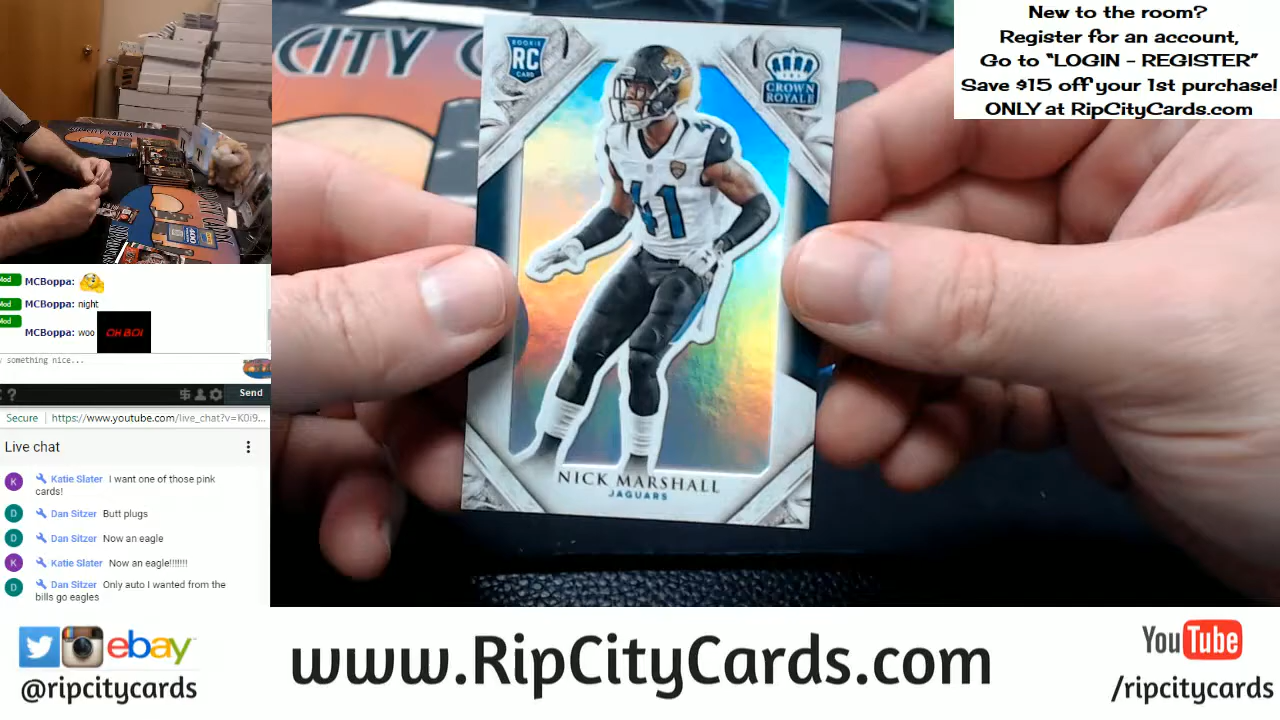 New to the room?
Register for an account,
Go to “LOGIN – REGISTER”
Save $15 off your 1st purchase!
ONLY at RipCityCards.com
CITY C
ROOKIE
RC
CARD
CROWN
ROYALE
41
NICK MARSHALL
JAGUARS
Mod
MCBoppa:
Mod
MCBoppa: night
Mod
MCBoppa: woo OH BOI
something nice...
?
Send
Secure https://www.youtube.com/live_chat?v=K0i9...
Live chat
K Katie Slater I want one of those pink
cards!
D Dan Sitzer Butt plugs
D Dan Sitzer Now an eagle
K Katie Slater Now an eagle!!!!!!!
D Dan Sitzer Only auto I wanted from the
bills go eagles
ebay
@ripcitycards
www.RipCityCards.com
YouTube
/ripcitycards